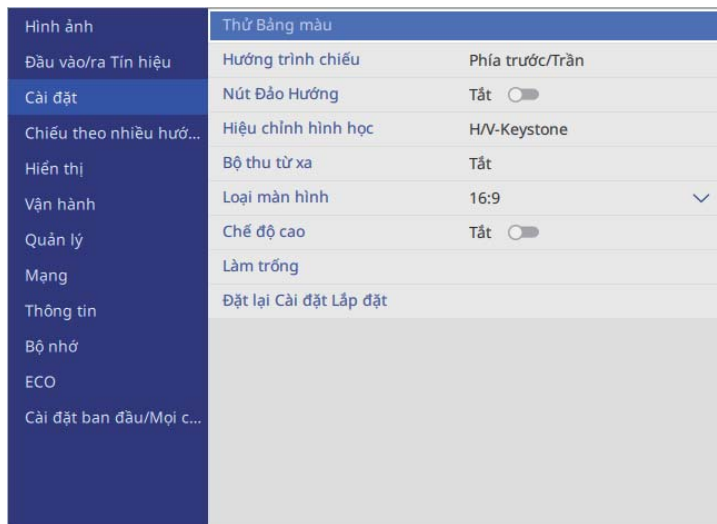 Hình ảnh
Đầu vào/ra Tín hiệu
Cài đặt
Chiếu theo nhiều hướ...
Hiển thị
Vận hành
Quản lý
Mạng
Thông tin
Bộ nhớ
ECO
Cài đặt ban đầu/Mọi c...
Thử Bảng màu
Hướng trình chiếu Phía trước/Trần
Nút Đảo Hướng Tắt
Hiệu chỉnh hình học H/V-Keystone
Bộ thu từ xa Tắt
Loại màn hình 16:9
Chế độ cao Tắt
Làm trống
Đặt lại Cài đặt Lắp đặt